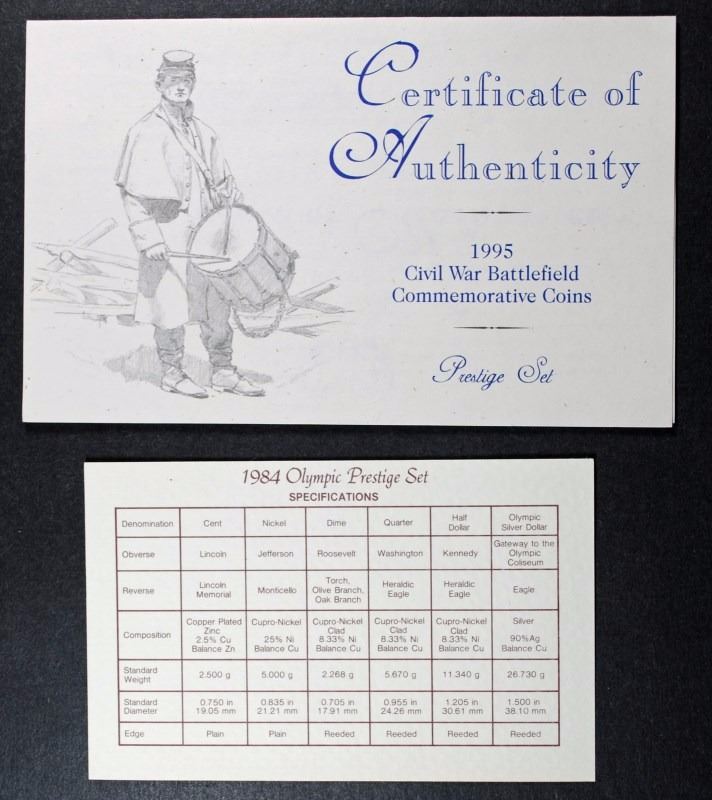 Certificate of
Authenticity
1995
Civil War Battlefield
Commemorative Coins
Prestige Set
1984 Olympic Prestige Set
SPECIFICATIONS
Denomination Cent Nickel Dime Quarter Half Dollar Olympic Silver Dollar
Obverse Lincoln Jefferson Roosevelt Washington Kennedy Gateway to the Olympic Coliseum
Reverse Lincoln Memorial Monticello Torch, Olive Branch, Oak Branch Heraldic Eagle Heraldic Eagle Eagle
Composition Copper Plated Zinc 2.5% Cu Balance Zn Cupro-Nickel 25% Ni Balance Cu Cupro-Nickel Clad 8.33% Ni Balance Cu Cupro-Nickel Clad 8.33% Ni Balance Cu Cupro-Nickel Clad 8.33% Ni Balance Cu Silver 90%Ag Balance Cu
Standard Weight 2.500 g 5.000 g 2.268 g 5.670 g 11.340 g 26.730 g
Standard Diameter 0.750 in 19.05 mm 0.835 in 21.21 mm 0.705 in 17.91 mm 0.955 in 24.26 mm 1.205 in 30.61 mm 1.500 in 38.10 mm
Edge Plain Plain Reeded Reeded Reeded Reeded